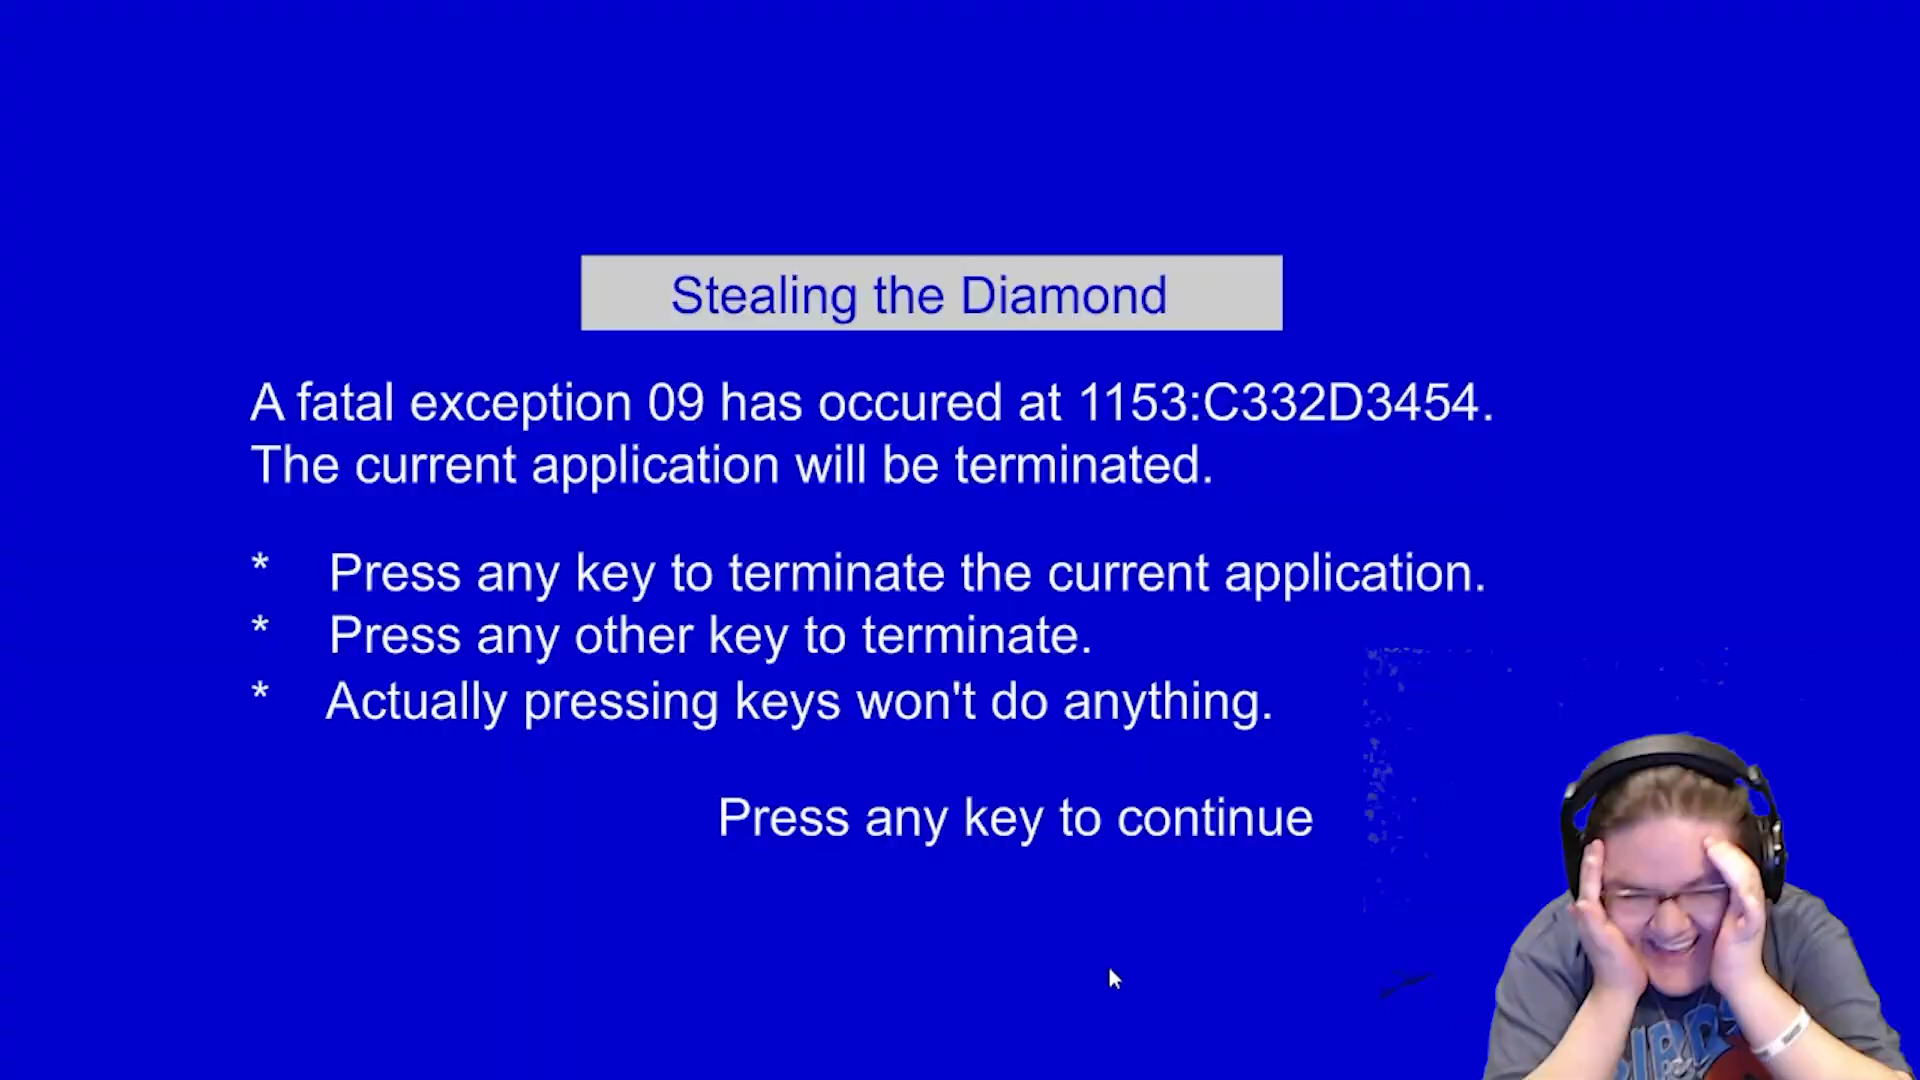 Stealing the Diamond
A fatal exception 09 has occured at 1153:C332D3454.
The current application will be terminated.
* Press any key to terminate the current application.
* Press any other key to terminate.
* Actually pressing keys won't do anything.
Press any key to continue